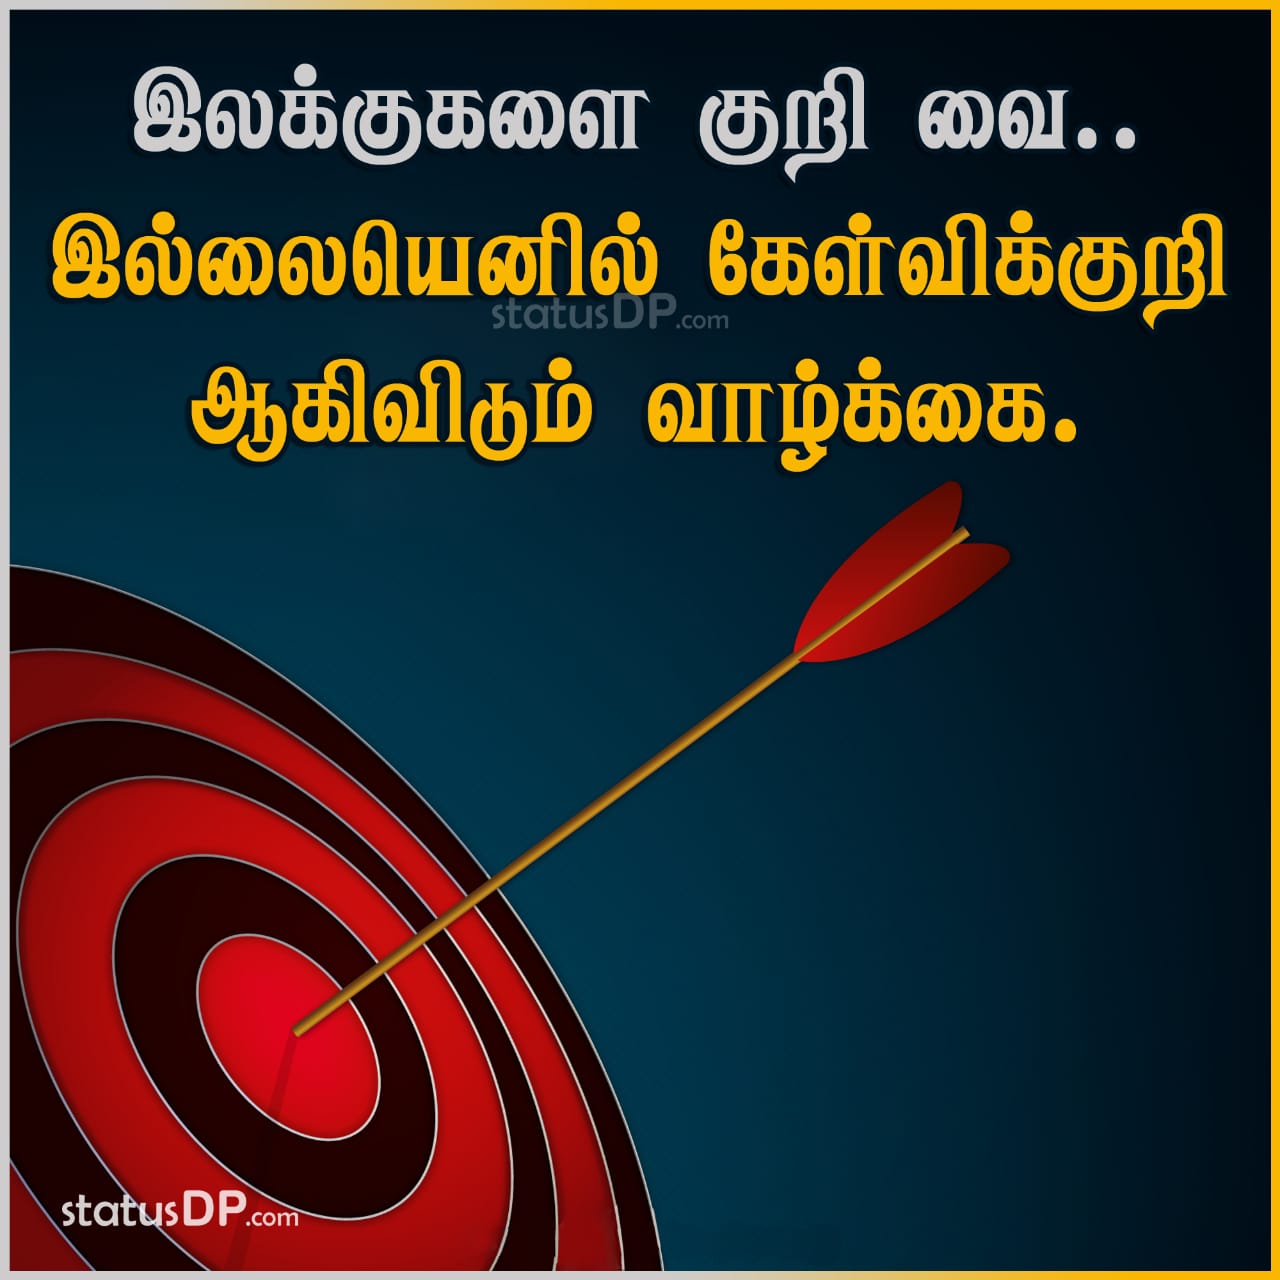 இலக்குகளை குறி வை..
இல்லையெனில் கேள்விக்குறி
statusDP.com
ஆகிவிடும் வாழ்க்கை.
statusDP.com